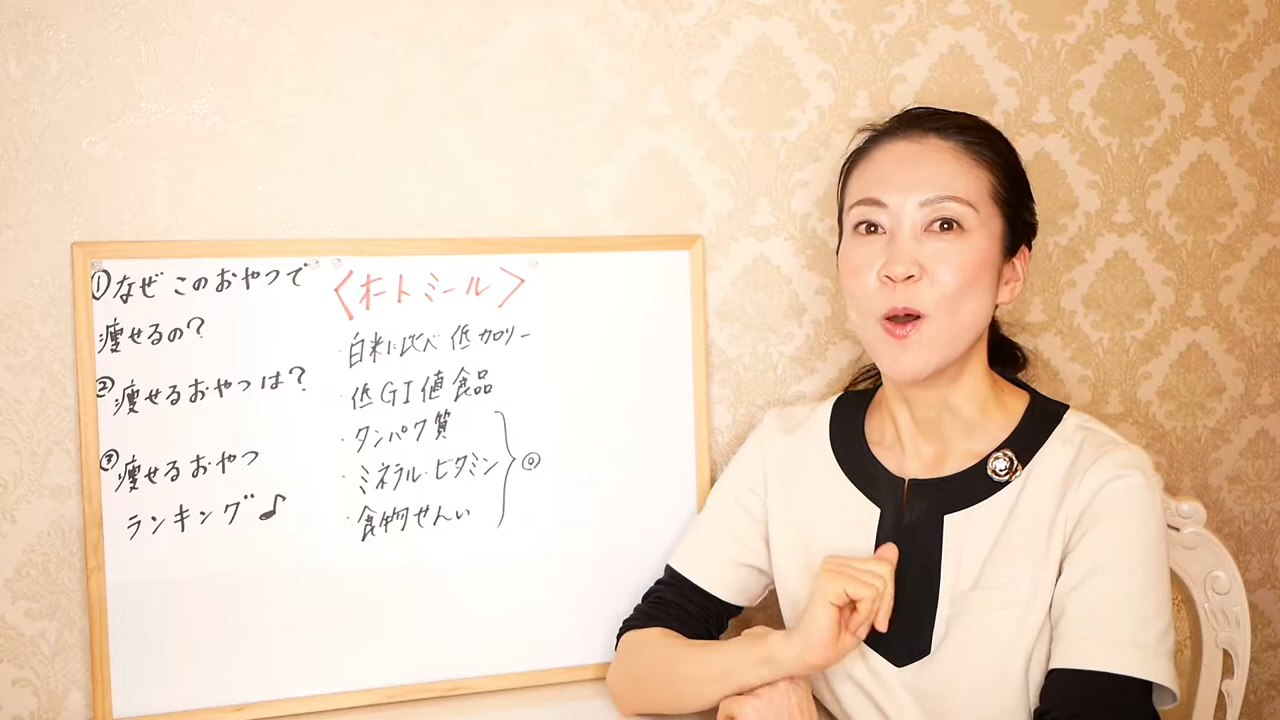 ①なぜこのおやつで
痩せるの?
②痩せるおやつは?
③痩せるおやつ
ランキング♪
〈オートミール〉
・白米に比べ低カロリー
・低GI値食品
・タンパク質
・ミネラル・ビタミン
・食物せんい
◎